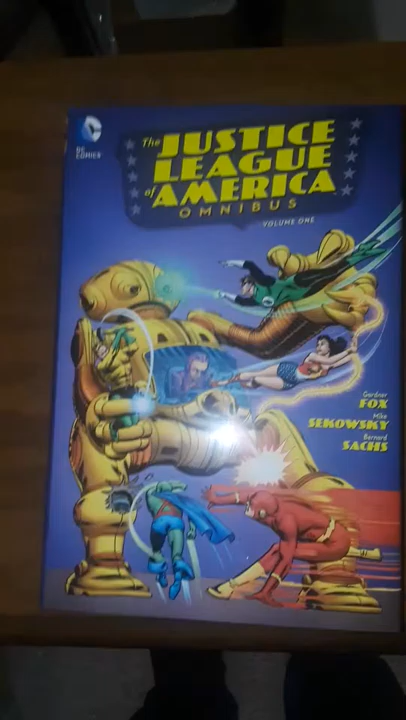 DC
COMICS
The JUSTICE
LEAGUE
of AMERICA
OMNIBUS
VOLUME ONE
Gardner
FOX
Mike
SEKOWSKY
Bernard
SACHS